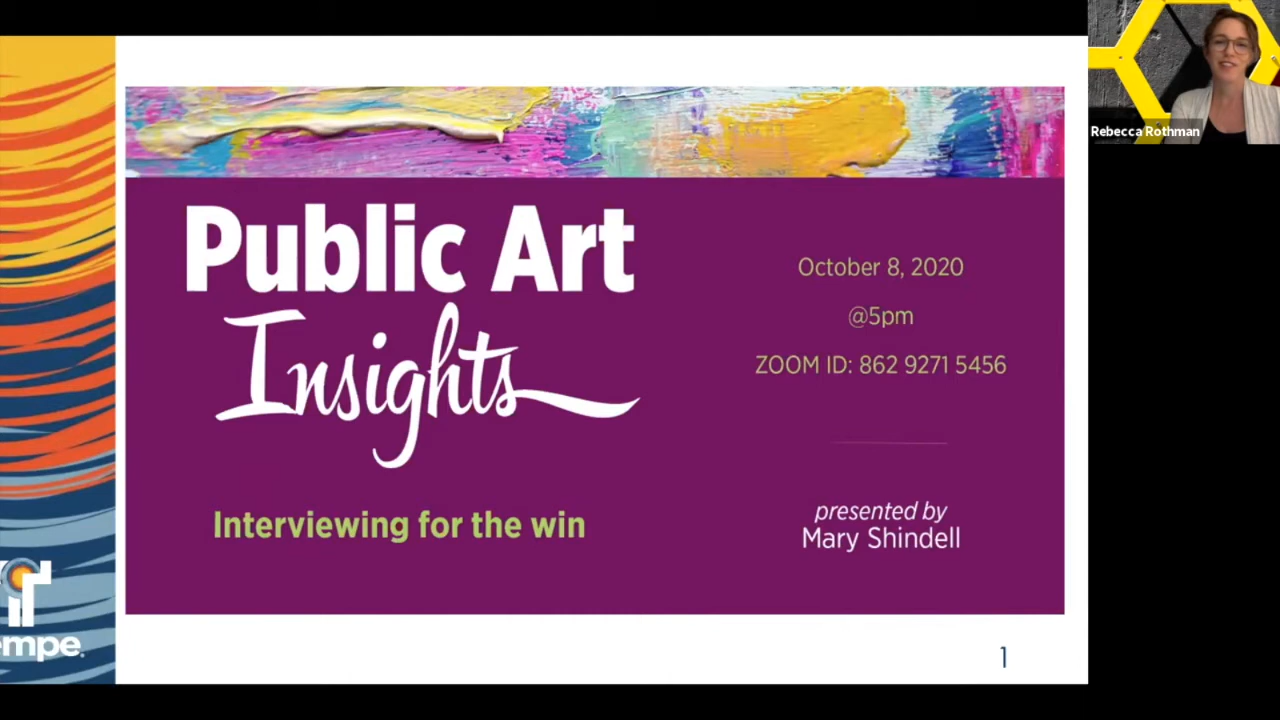 Public Art
Insights
Interviewing for the win
October 8, 2020
@5pm
ZOOM ID: 862 9271 5456
presented by
Mary Shindell
Rebecca Rothman
empe.
1